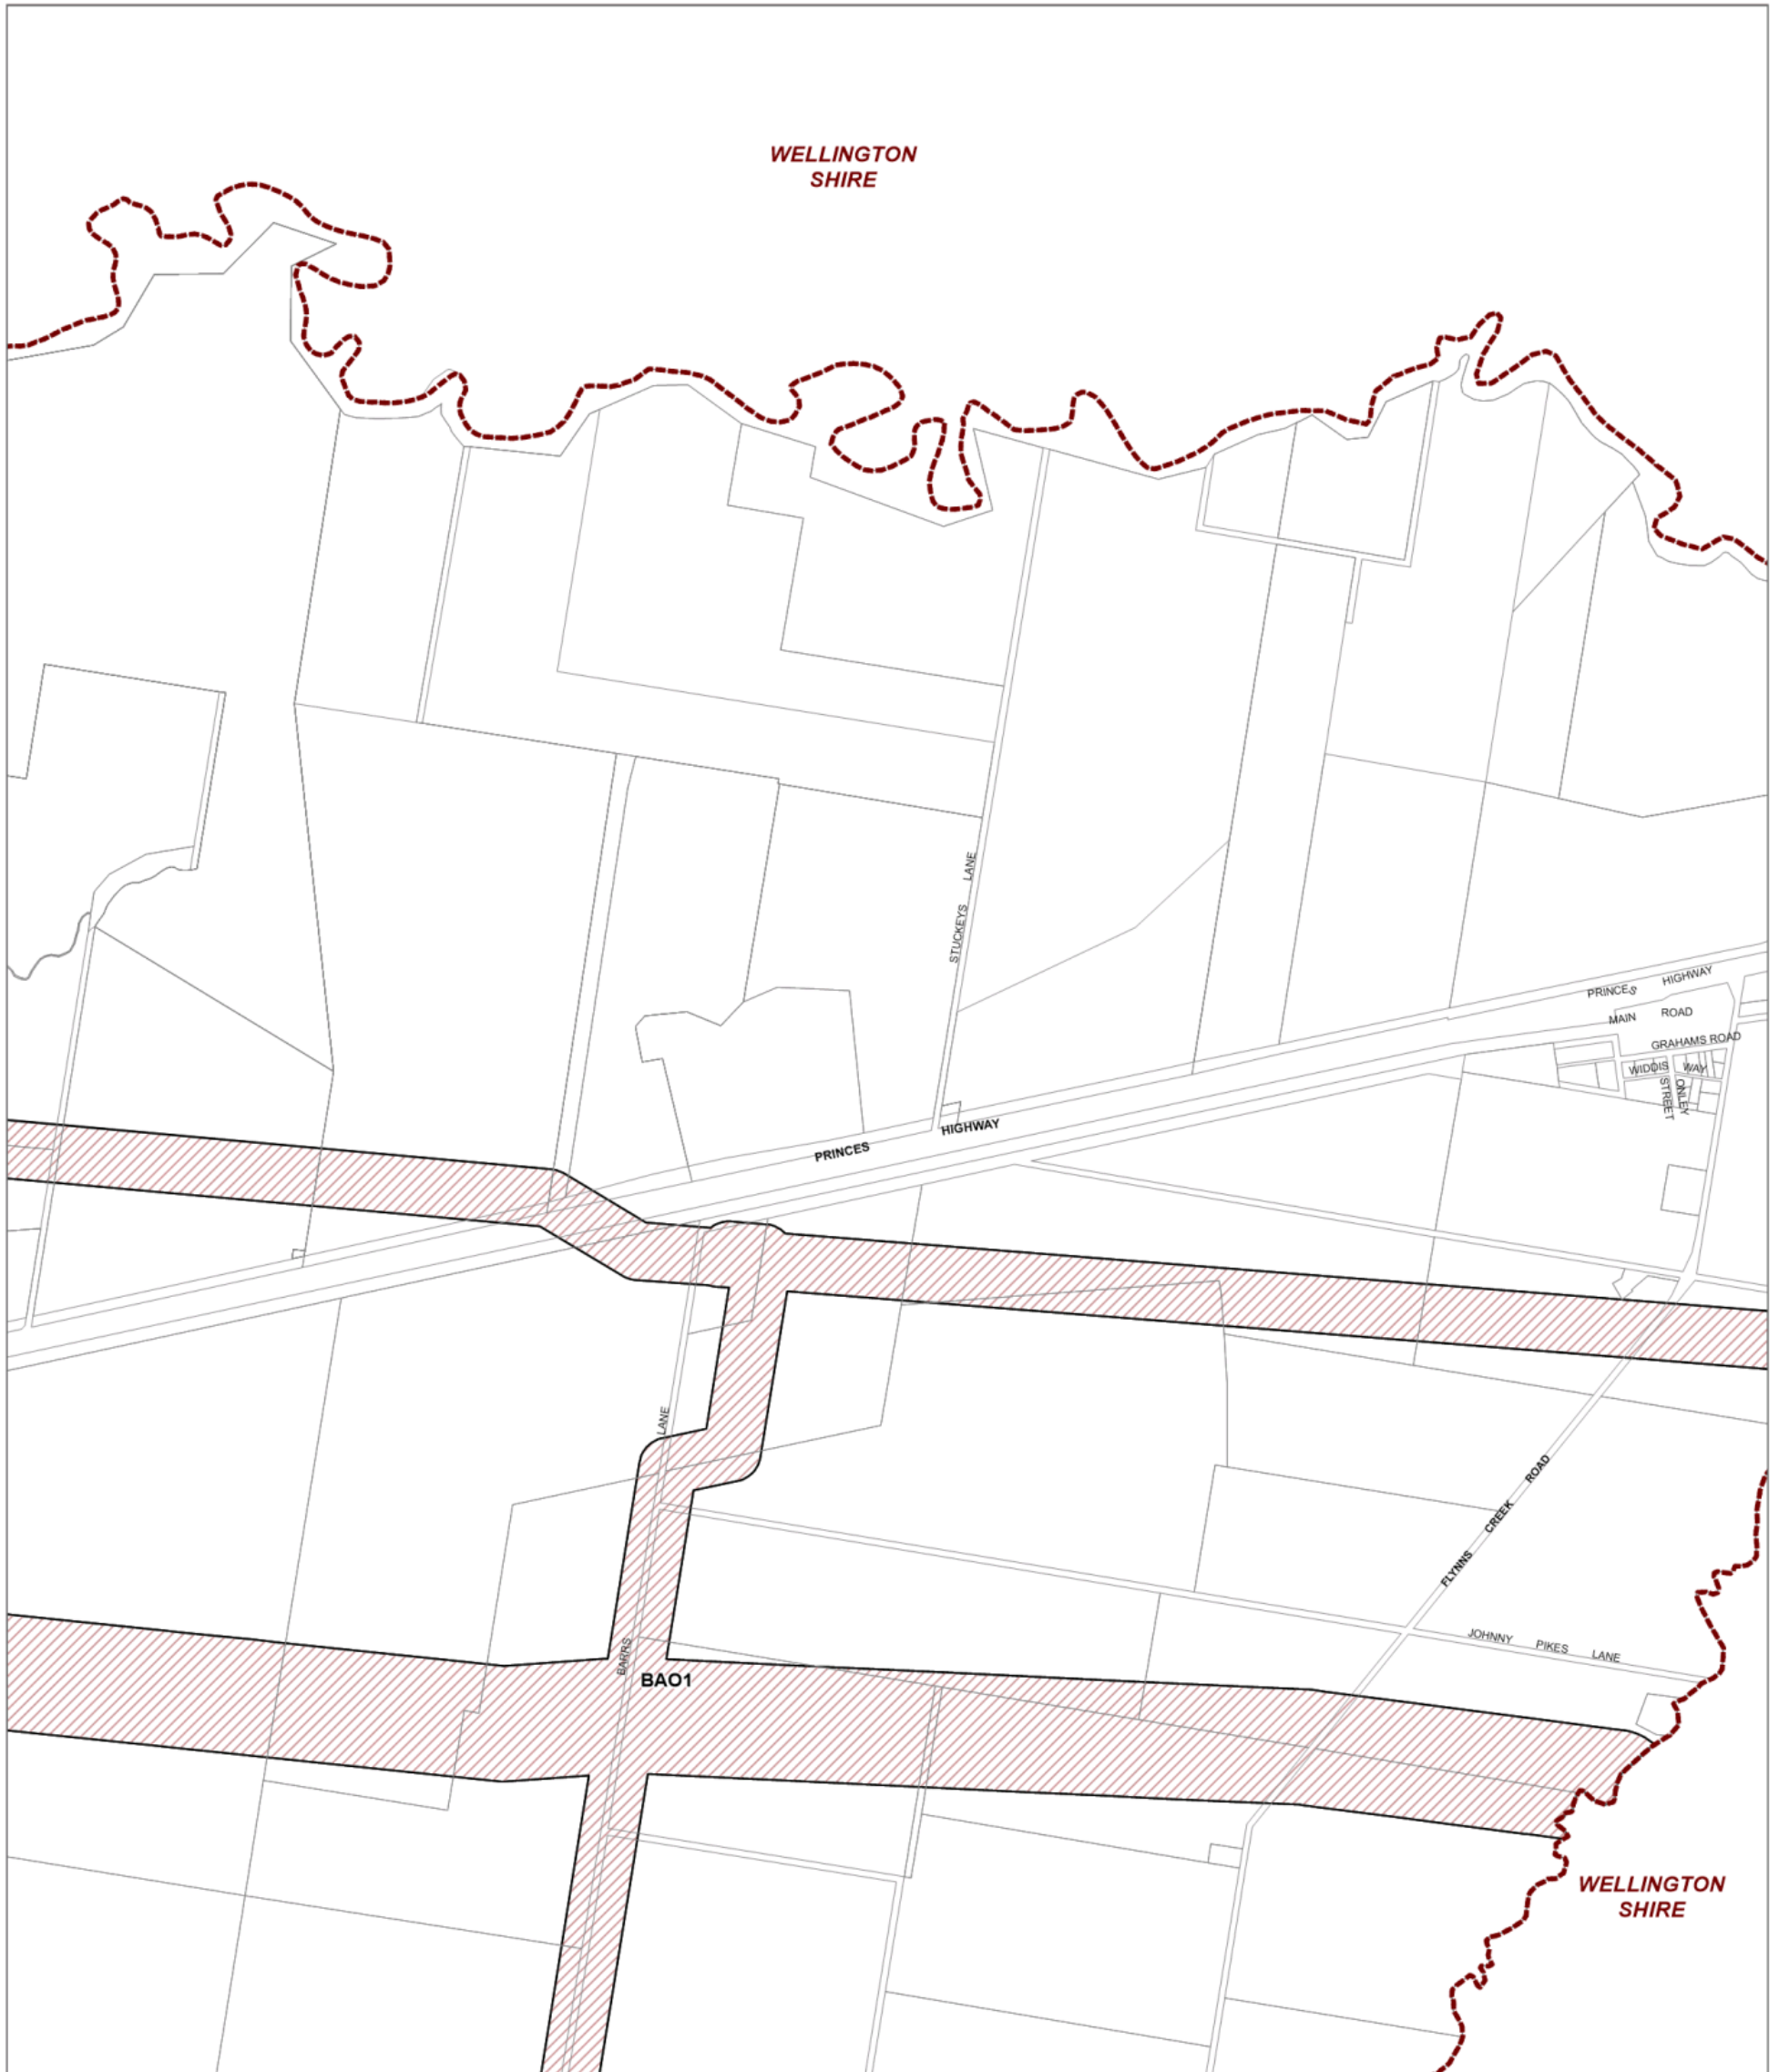 WELLINGTON
SHIRE
STUCKEYS LANE
PRINCES HIGHWAY
MAIN ROAD
GRAHAMS ROAD
WIDDIS WAY
ONLEY
STREET
PRINCES HIGHWAY
BARRS LANE
FLYNNS CREEK ROAD
JOHNNY PIKES LANE
BAO1
WELLINGTON
SHIRE